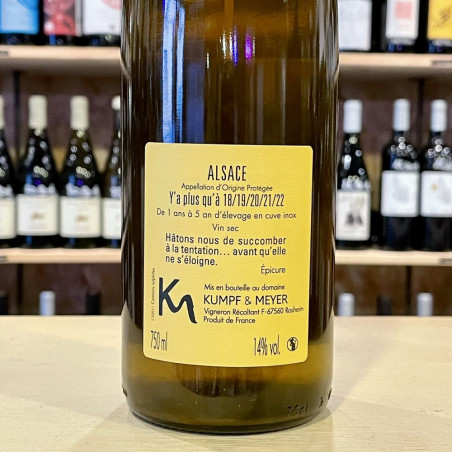 ALSACE
Appellation d'Origine Protégée
Y'a plus qu'à 18/19/20/21/22
De 1 ans à 5 an d'élevage en cuve inox
Vin sec
Hâtons nous de succomber
à la tentation... avant qu'elle
ne s'éloigne.
Épicure
Mis en bouteille au domaine
KM KUMPF & MEYER
Vigneron Récoltant F-67560 Rosheim
Produit de France
750 ml
14% vol.